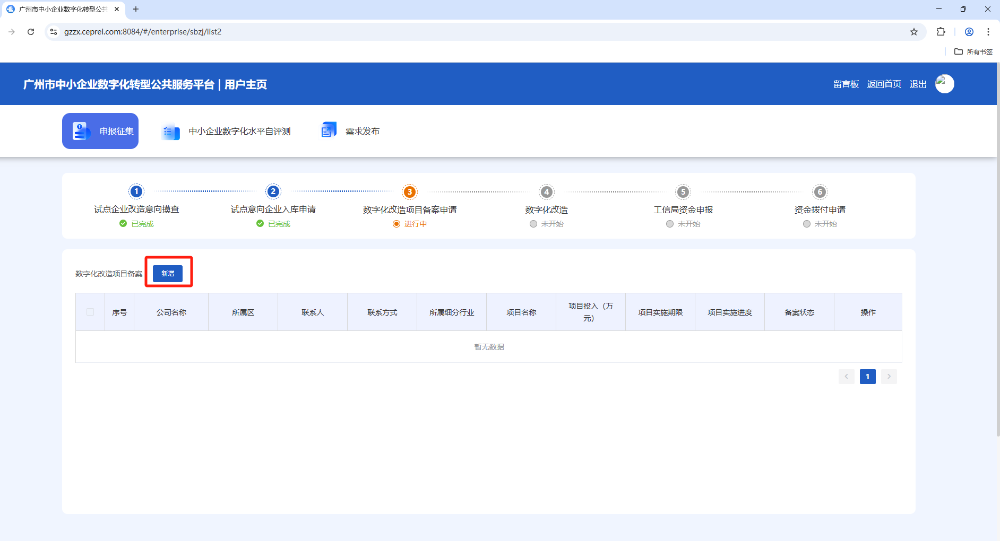 广州市中小企业数字化转型公共
gzzx.ceprei.com:8084/#/enterprise/sbzj/list2
所有书签
广州市中小企业数字化转型公共服务平台 | 用户主页
留言板 返回首页 退出
申报征集 中小企业数字化水平自评测 需求发布
1 2 3 4 5 6
试点企业改造意向摸查 试点意向企业入库申请 数字化改造项目备案申请 数字化改造 工信局资金申报 资金拨付申请
已完成 已完成 进行中 未开始 未开始 未开始
数字化改造项目备案 新增
序号 公司名称 所属区 联系人 联系方式 所属细分行业 项目名称 项目投入（万元） 项目实施期限 项目实施进度 备案状态 操作
暂无数据
1